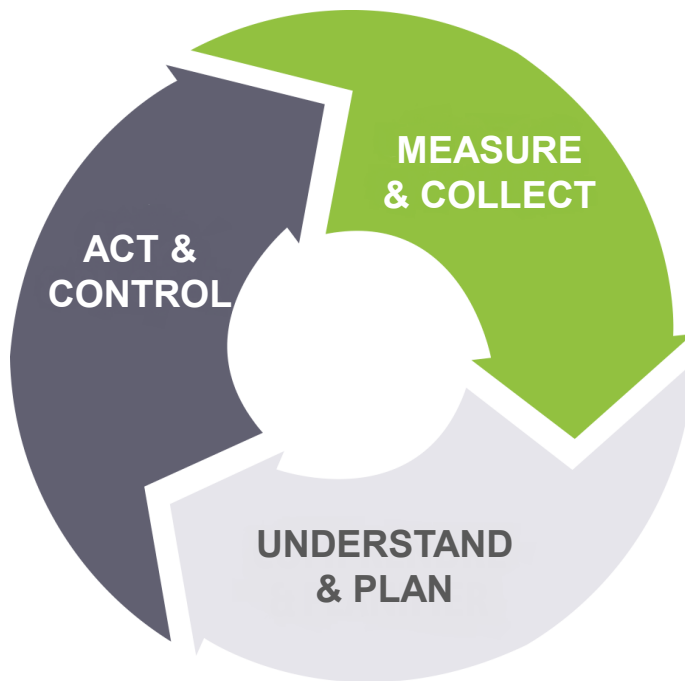 MEASURE
& COLLECT
ACT &
CONTROL
UNDERSTAND
& PLAN